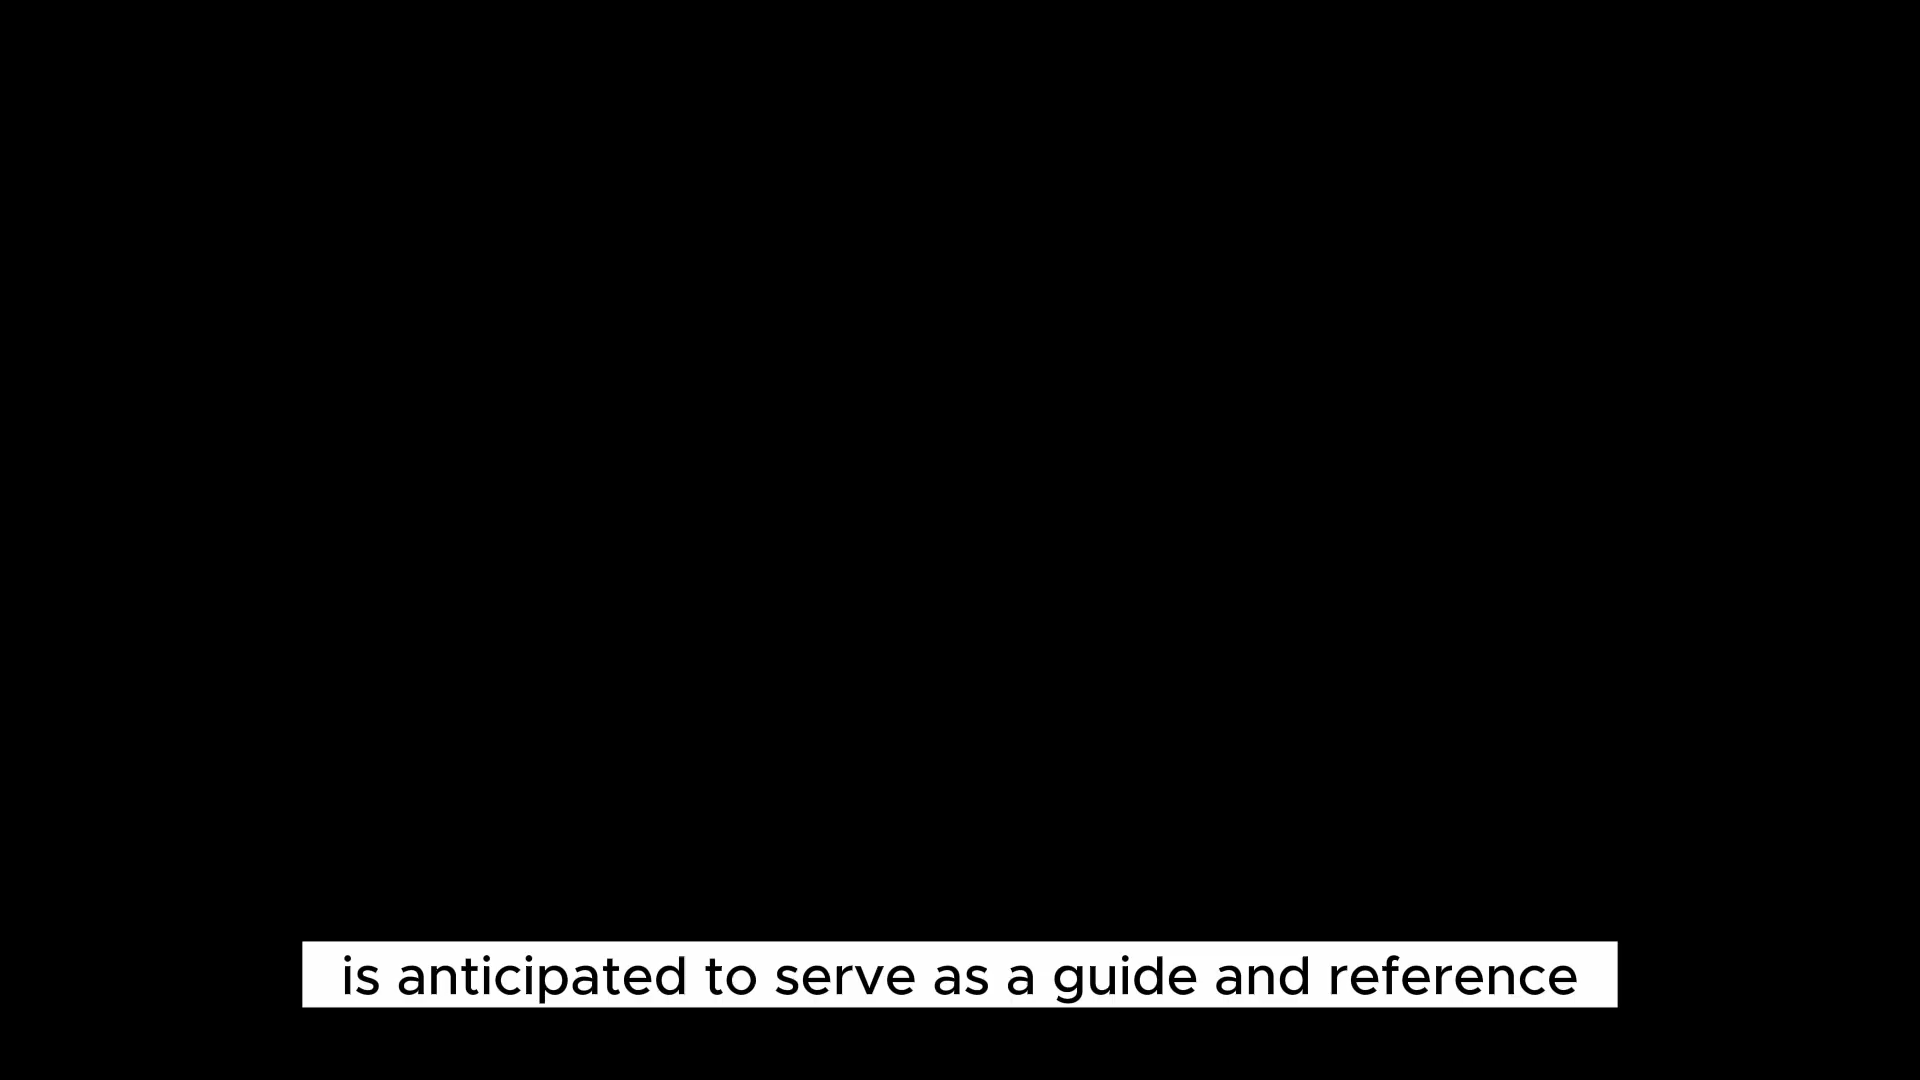 is anticipated to serve as a guide and reference